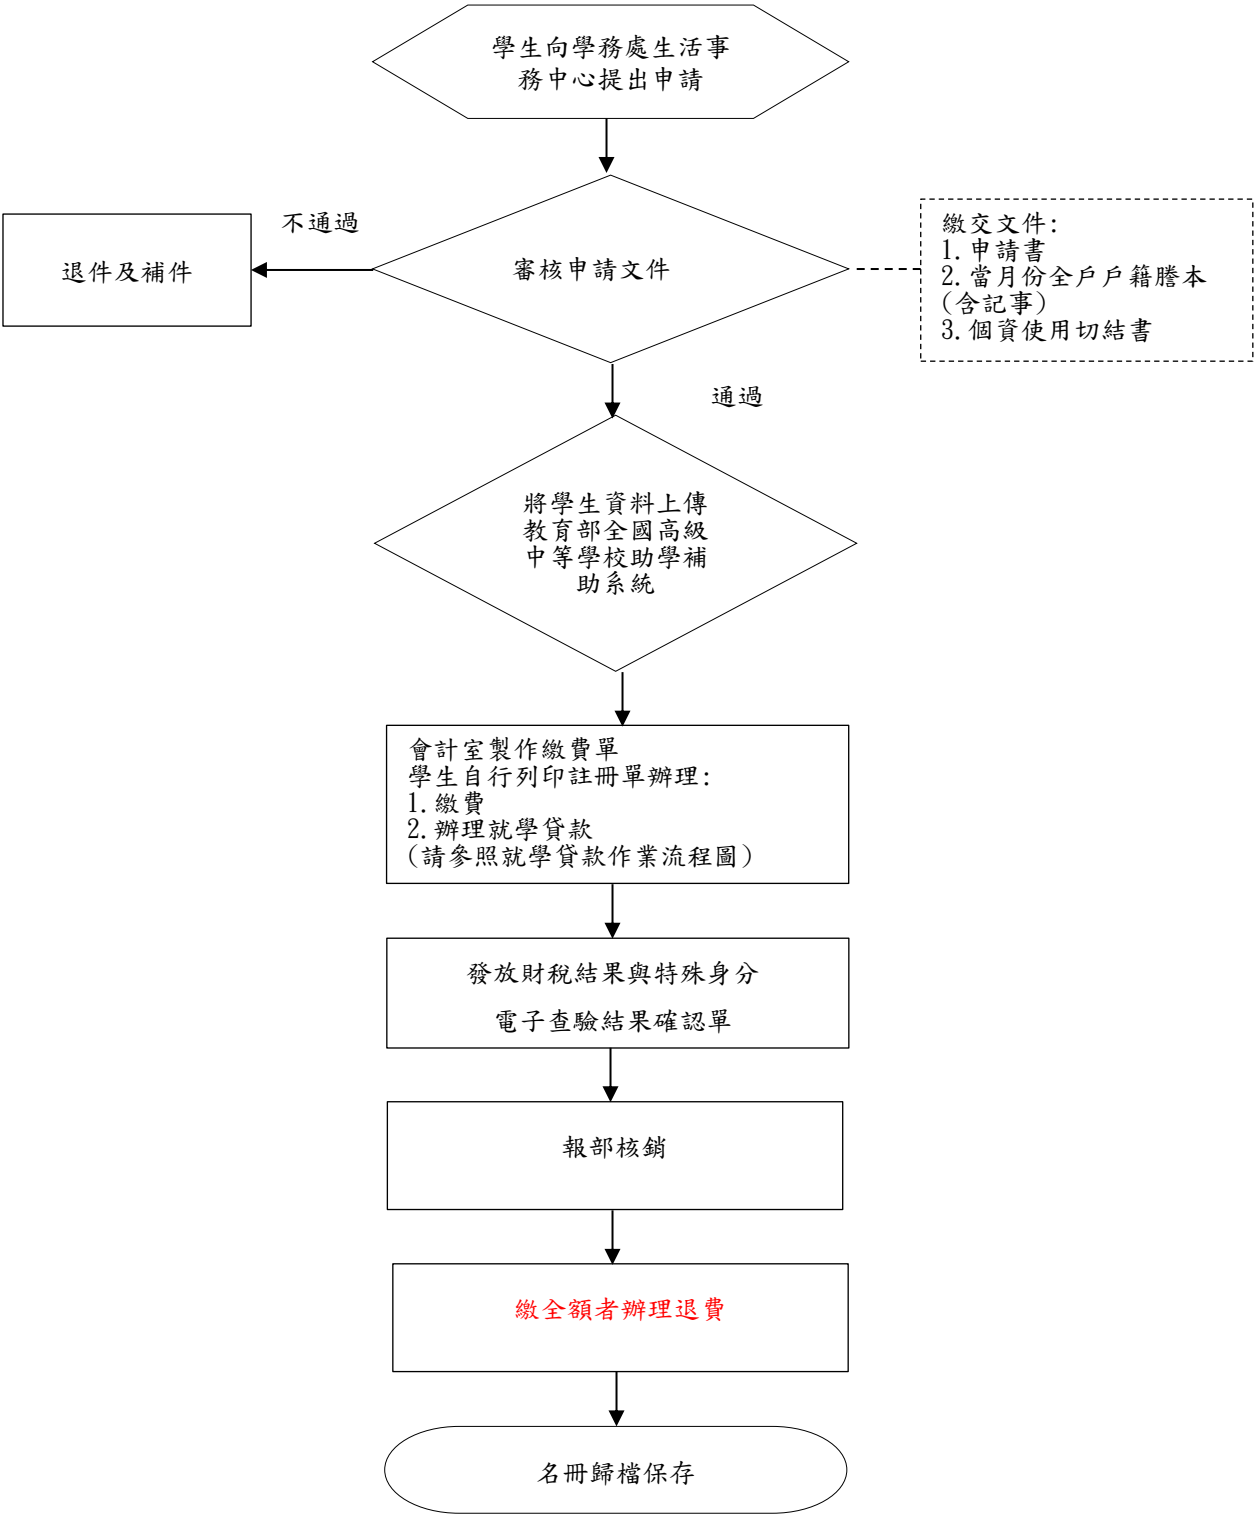 學生向學務處生活事
務中心提出申請
不通過
退件及補件
審核申請文件
繳交文件:
1.申請書
2.當月份全戶戶籍謄本
(含記事)
3.個資使用切結書
通過
將學生資料上傳
教育部全國高級
中等學校助學補
助系統
會計室製作繳費單
學生自行列印註冊單辦理:
1.繳費
2.辦理就學貸款
(請參照就學貸款作業流程圖)
發放財稅結果與特殊身分
電子查驗結果確認單
報部核銷
繳全額者辦理退費
名冊歸檔保存